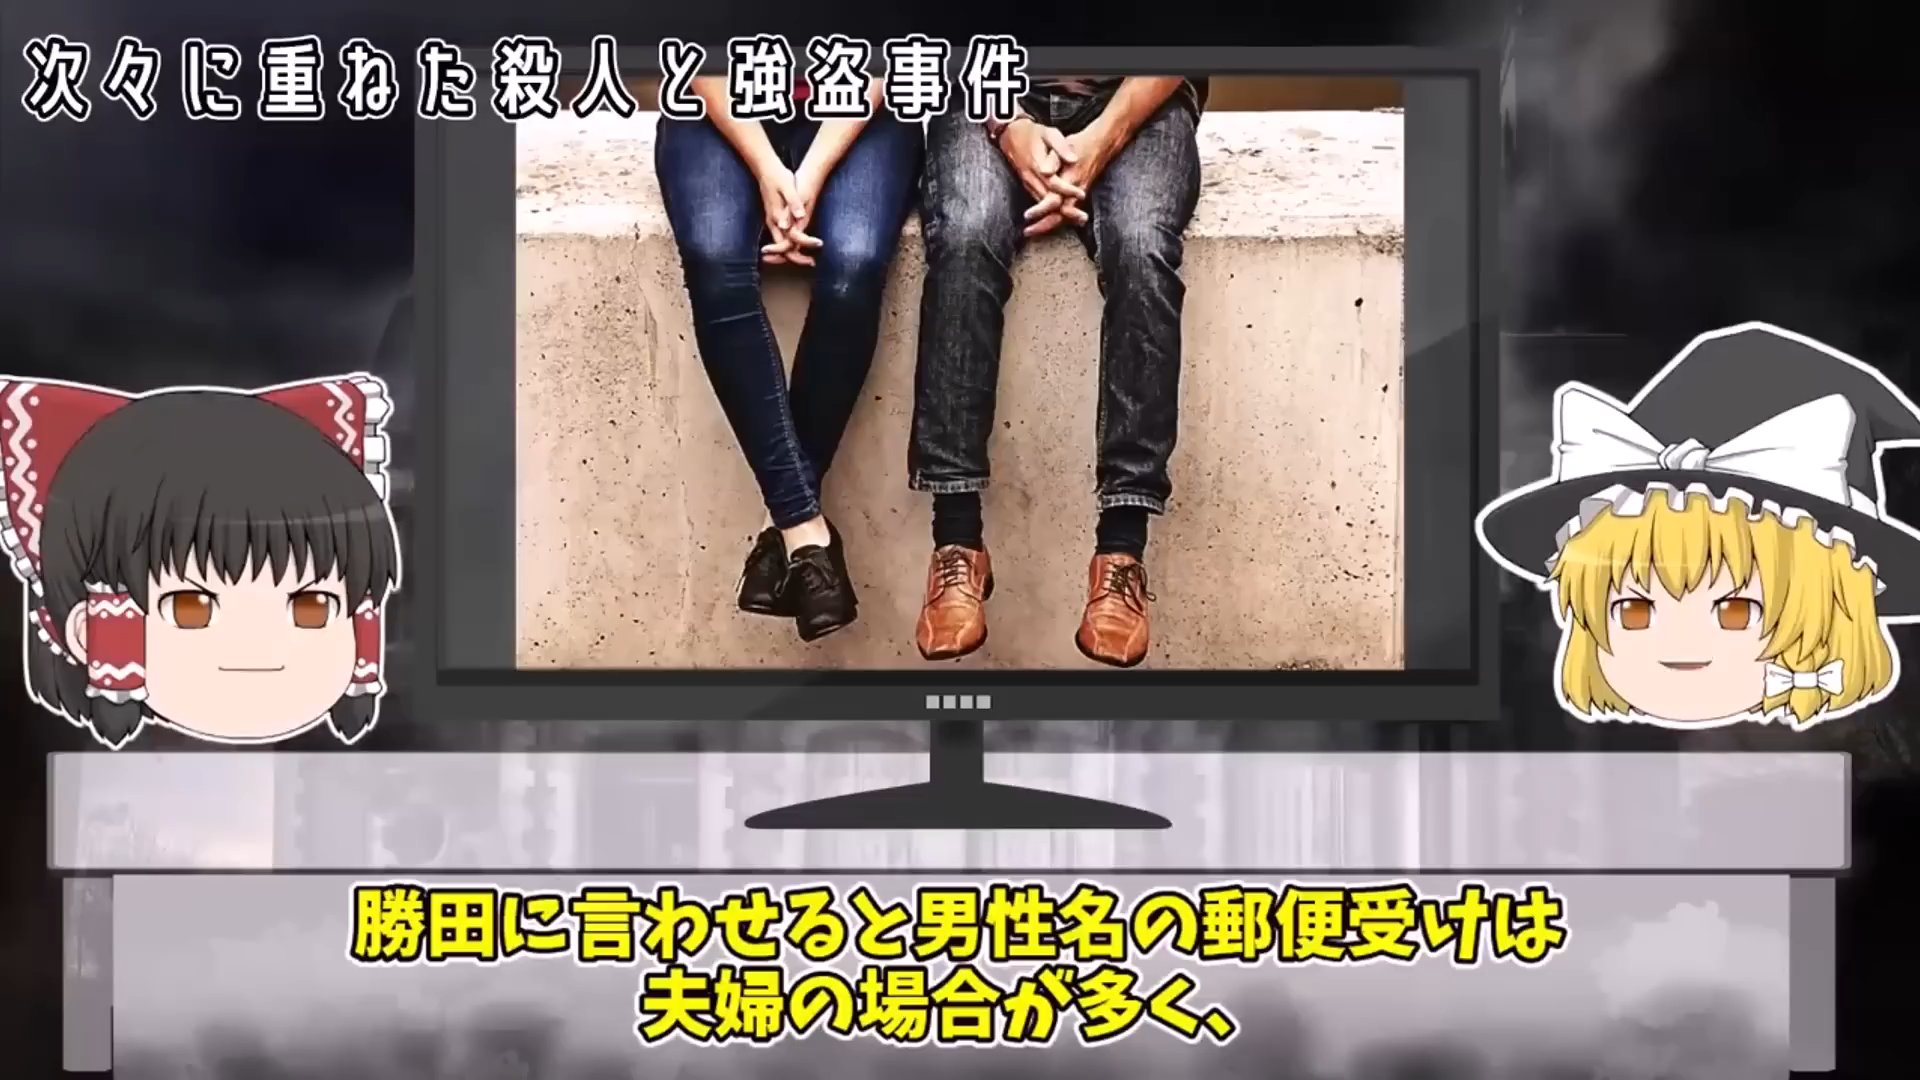 次々に重ねた殺人と強盗事件
勝田に言わせると男性名の郵便受けは
夫婦の場合が多く、